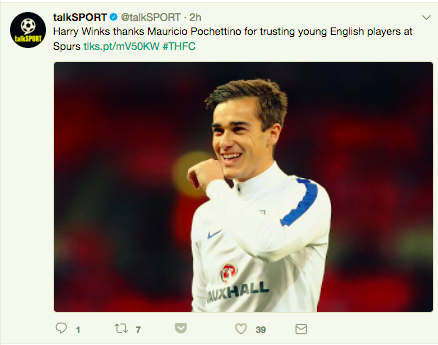 talkSPORT @talkSPORT · 2h
Harry Winks thanks Mauricio Pochettino for trusting young English players at
Spurs tlks.pt/mV50KW #THFC
talkSPORT
VAUXHALL
1 7 39